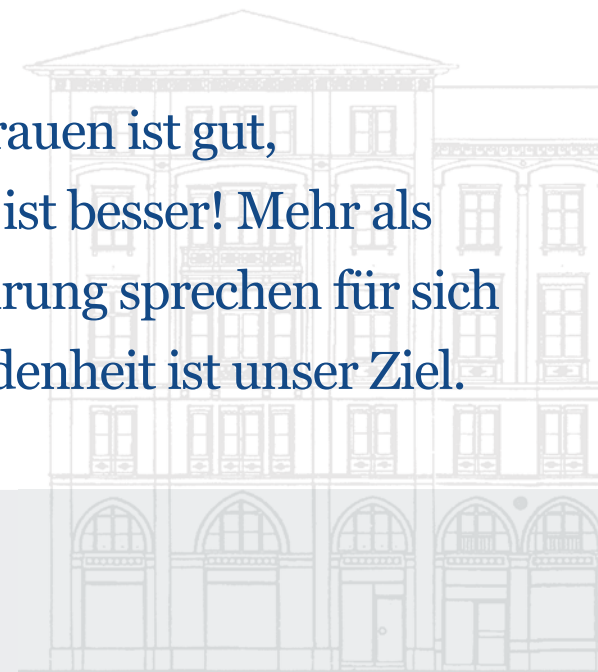 rauen ist gut,
ist besser! Mehr als
rung sprechen für sich
denheit ist unser Ziel.